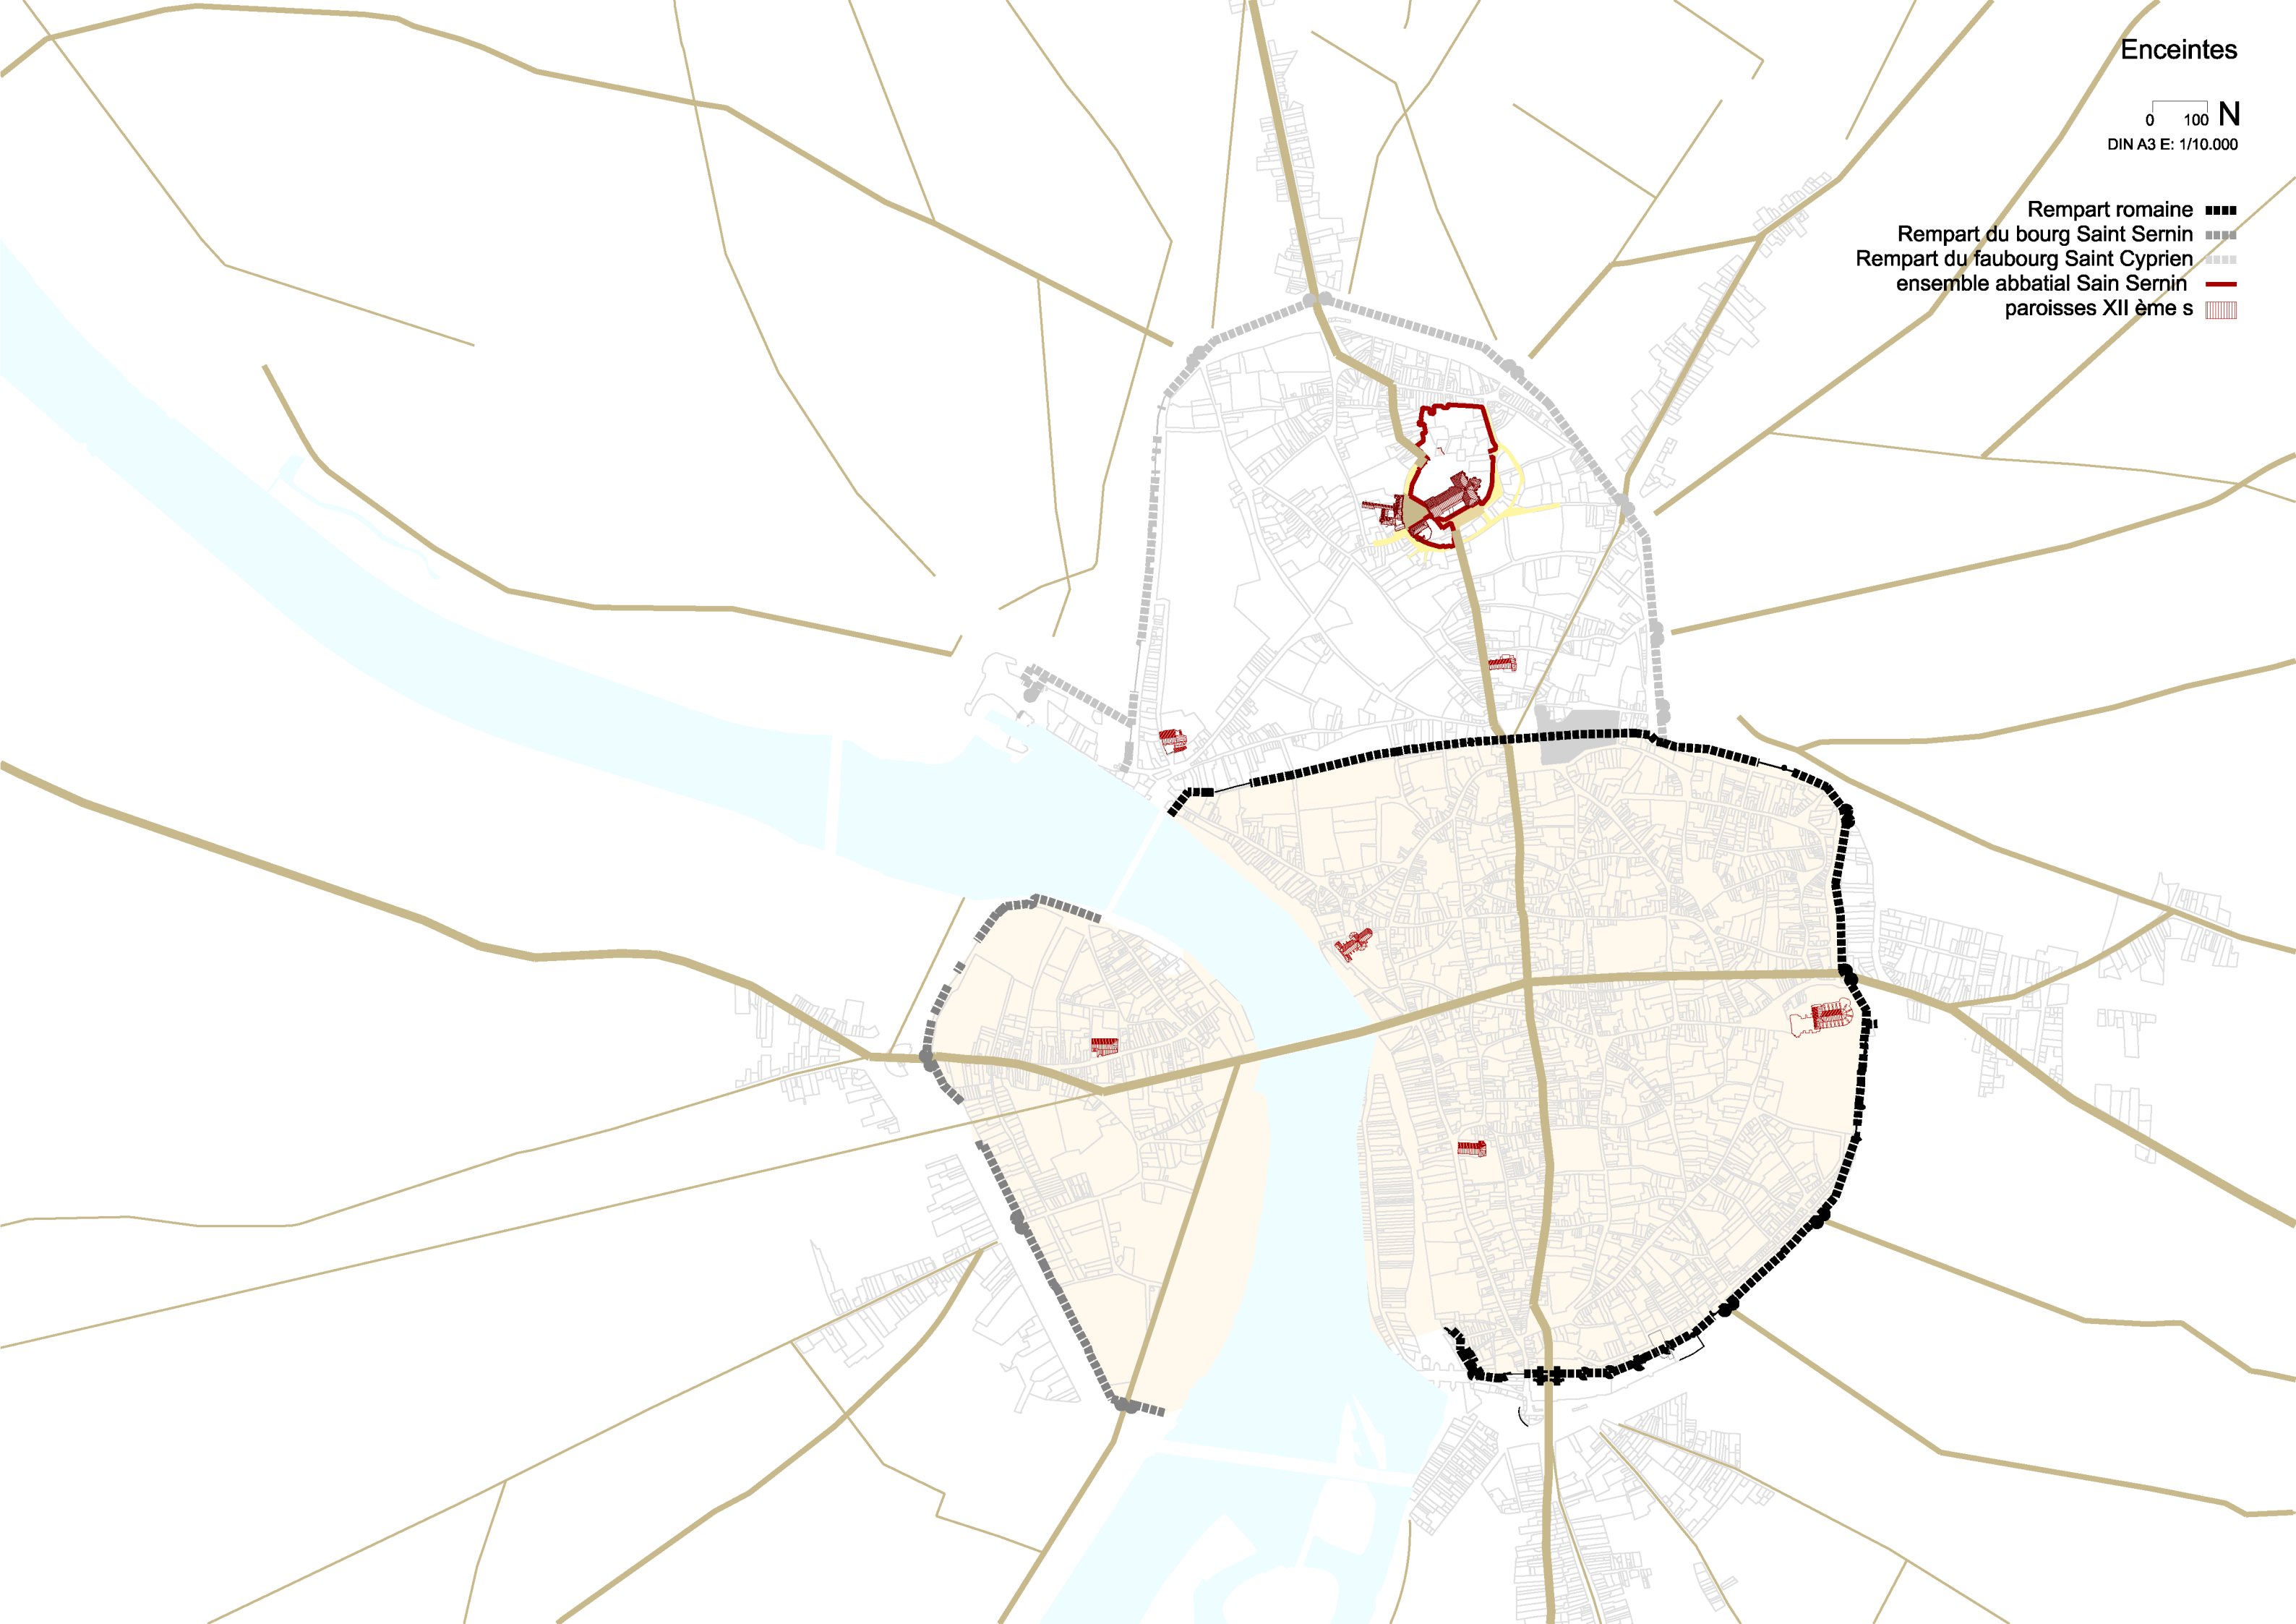 Enceintes
0 100 N
DIN A3 E: 1/10.000
Rempart romaine
Rempart du bourg Saint Sernin
Rempart du faubourg Saint Cyprien
ensemble abbatial Sain Sernin
paroisses XII ème s